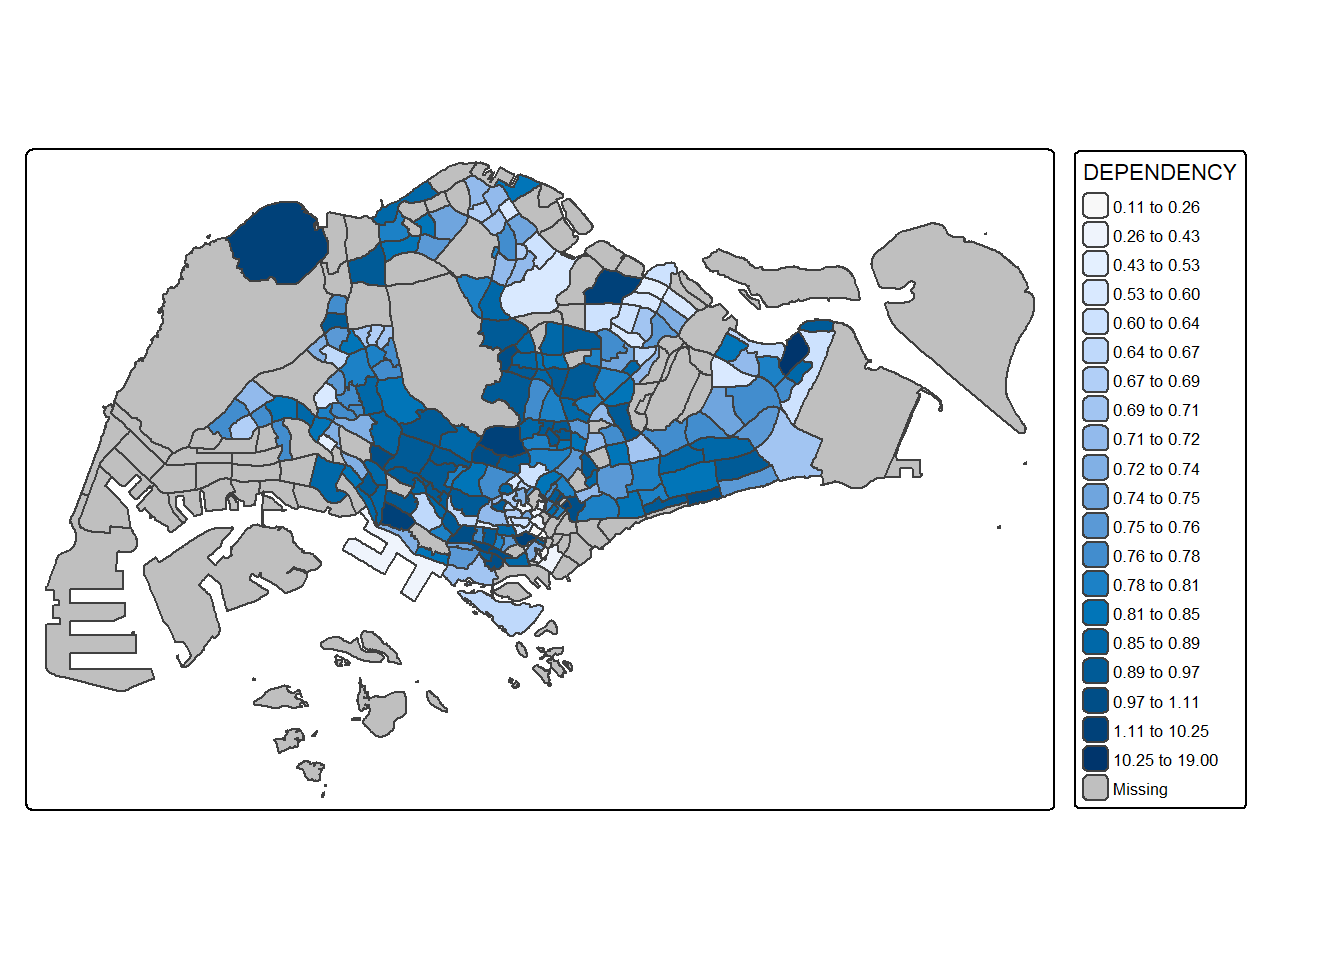 DEPENDENCY
0.11 to 0.26
0.26 to 0.43
0.43 to 0.53
0.53 to 0.60
0.60 to 0.64
0.64 to 0.67
0.67 to 0.69
0.69 to 0.71
0.71 to 0.72
0.72 to 0.74
0.74 to 0.75
0.75 to 0.76
0.76 to 0.78
0.78 to 0.81
0.81 to 0.85
0.85 to 0.89
0.89 to 0.97
0.97 to 1.11
1.11 to 10.25
10.25 to 19.00
Missing